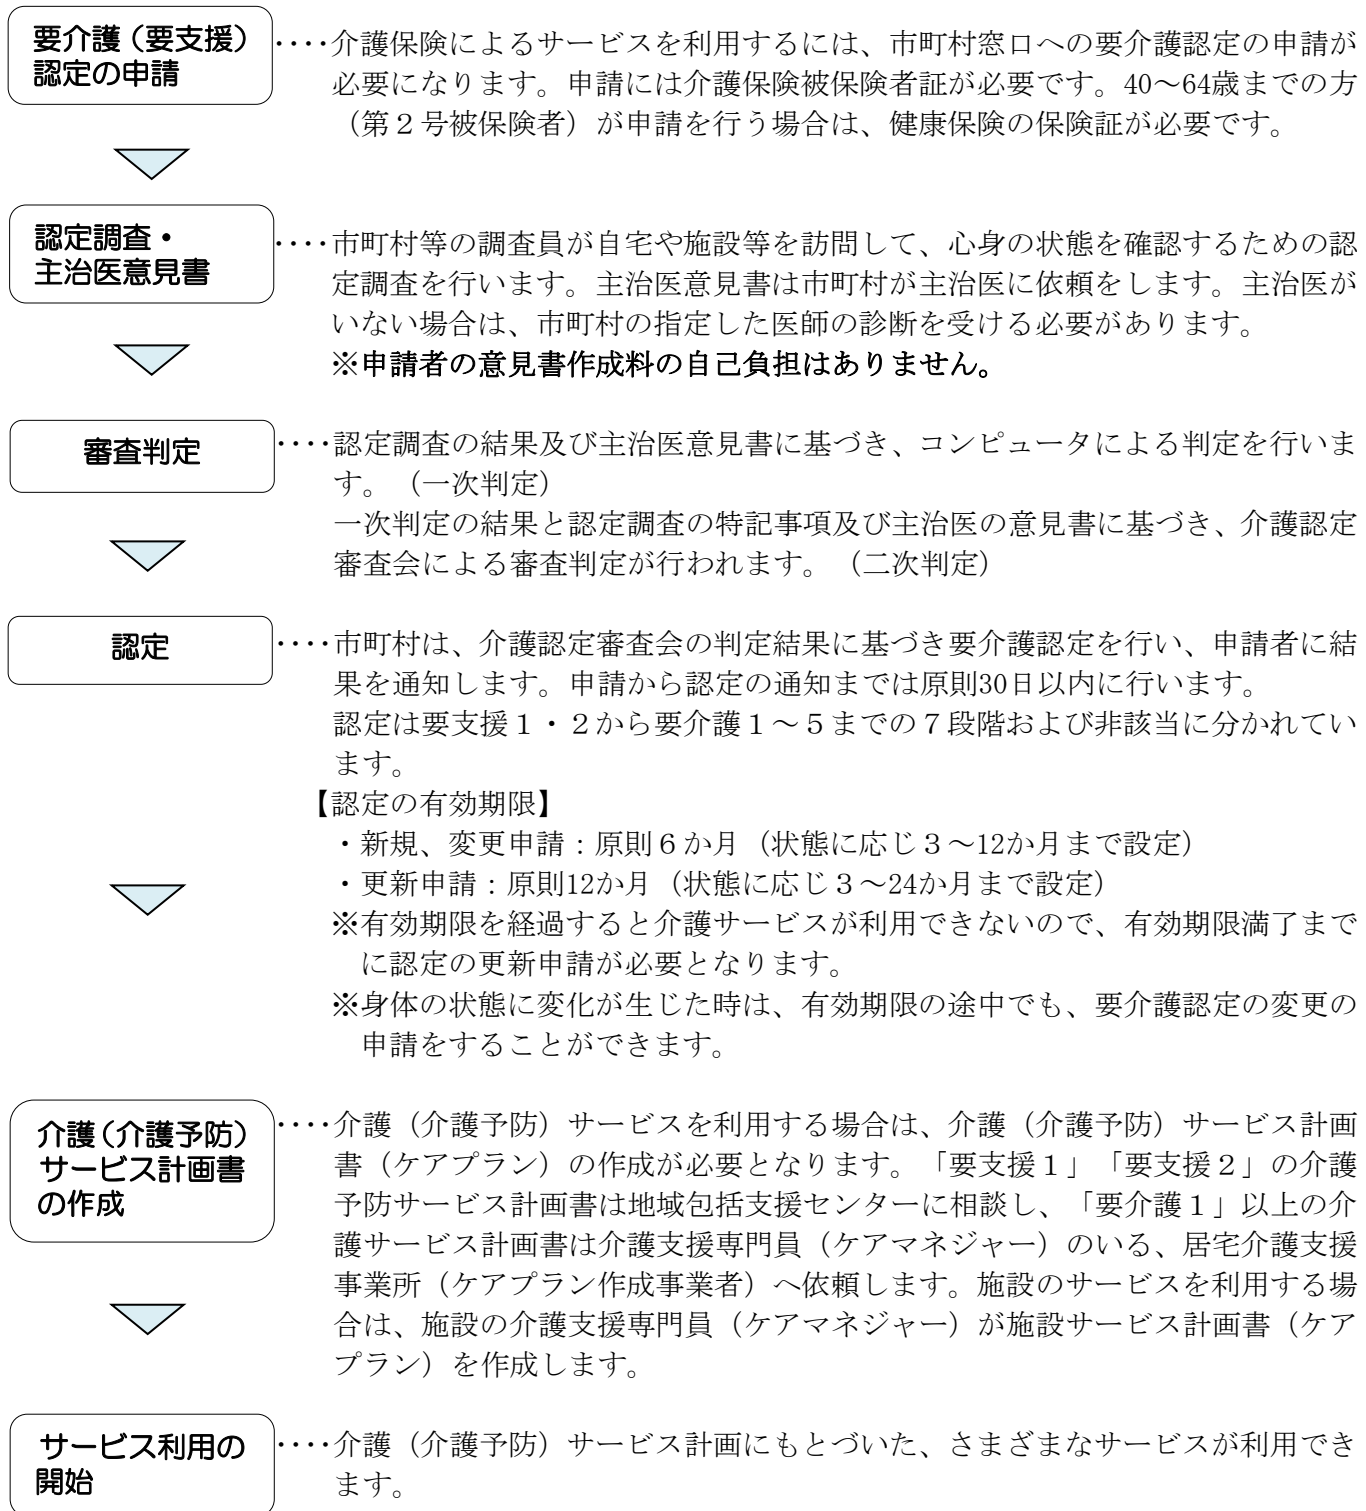 要介護（要支援）
認定の申請
････介護保険によるサービスを利用するには、市町村窓口への要介護認定の申請が
必要になります。申請には介護保険被保険者証が必要です。40～64歳までの方
（第２号被保険者）が申請を行う場合は、健康保険の保険証が必要です。
認定調査・
主治医意見書
････市町村等の調査員が自宅や施設等を訪問して、心身の状態を確認するための認
定調査を行います。主治医意見書は市町村が主治医に依頼をします。主治医が
いない場合は、市町村の指定した医師の診断を受ける必要があります。
※申請者の意見書作成料の自己負担はありません。
審査判定
････認定調査の結果及び主治医意見書に基づき、コンピュータによる判定を行いま
す。（一次判定）
一次判定の結果と認定調査の特記事項及び主治医の意見書に基づき、介護認定
審査会による審査判定が行われます。（二次判定）
認定
････市町村は、介護認定審査会の判定結果に基づき要介護認定を行い、申請者に結
果を通知します。申請から認定の通知までは原則30日以内に行います。
認定は要支援１・２から要介護１～５までの７段階および非該当に分かれてい
ます。
【認定の有効期限】
・新規、変更申請：原則６か月（状態に応じ３～12か月まで設定）
・更新申請：原則12か月（状態に応じ３～24か月まで設定）
※有効期限を経過すると介護サービスが利用できないので、有効期限満了まで
に認定の更新申請が必要となります。
※身体の状態に変化が生じた時は、有効期限の途中でも、要介護認定の変更の
申請をすることができます。
介護（介護予防）
サービス計画書
の作成
････介護（介護予防）サービスを利用する場合は、介護（介護予防）サービス計画
書（ケアプラン）の作成が必要となります。「要支援１」「要支援２」の介護
予防サービス計画書は地域包括支援センターに相談し、「要介護１」以上の介
護サービス計画書は介護支援専門員（ケアマネジャー）のいる、居宅介護支援
事業所（ケアプラン作成事業者）へ依頼します。施設のサービスを利用する場
合は、施設の介護支援専門員（ケアマネジャー）が施設サービス計画書（ケア
プラン）を作成します。
サービス利用の
開始
････介護（介護予防）サービス計画にもとづいた、さまざまなサービスが利用でき
ます。